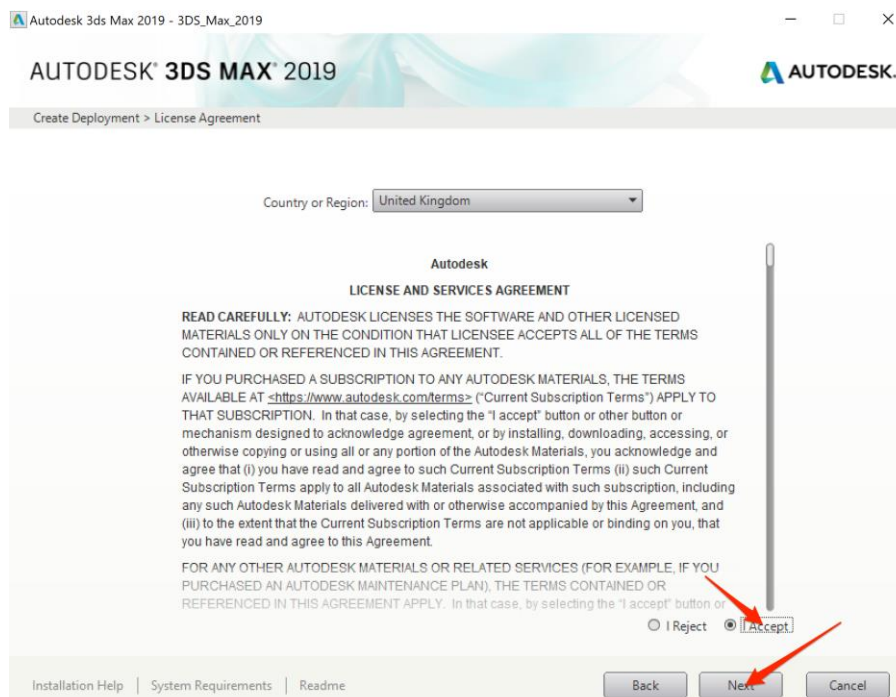 Autodesk 3ds Max 2019 - 3DS_Max_2019
AUTODESK® 3DS MAX® 2019
AUTODESK.
Create Deployment > License Agreement
Country or Region: United Kingdom
Autodesk
LICENSE AND SERVICES AGREEMENT
READ CAREFULLY: AUTODESK LICENSES THE SOFTWARE AND OTHER LICENSED
MATERIALS ONLY ON THE CONDITION THAT LICENSEE ACCEPTS ALL OF THE TERMS
CONTAINED OR REFERENCED IN THIS AGREEMENT.
IF YOU PURCHASED A SUBSCRIPTION TO ANY AUTODESK MATERIALS, THE TERMS
AVAILABLE AT <https://www.autodesk.com/terms> (“Current Subscription Terms”) APPLY TO
THAT SUBSCRIPTION. In that case, by selecting the “I accept” button or other button or
mechanism designed to acknowledge agreement, or by installing, downloading, accessing, or
otherwise copying or using all or any portion of the Autodesk Materials, you acknowledge and
agree that (i) you have read and agree to such Current Subscription Terms (ii) such Current
Subscription Terms apply to all Autodesk Materials associated with such subscription, including
any such Autodesk Materials delivered with or otherwise accompanied by this Agreement, and
(iii) to the extent that the Current Subscription Terms are not applicable or binding on you, that
you have read and agree to this Agreement.
FOR ANY OTHER AUTODESK MATERIALS OR RELATED SERVICES (FOR EXAMPLE, IF YOU
PURCHASED AN AUTODESK MAINTENANCE PLAN), THE TERMS CONTAINED OR
REFERENCED IN THIS AGREEMENT APPLY. In that case, by selecting the “I accept” button or
I Reject I Accept
Installation Help System Requirements Readme Back Next Cancel